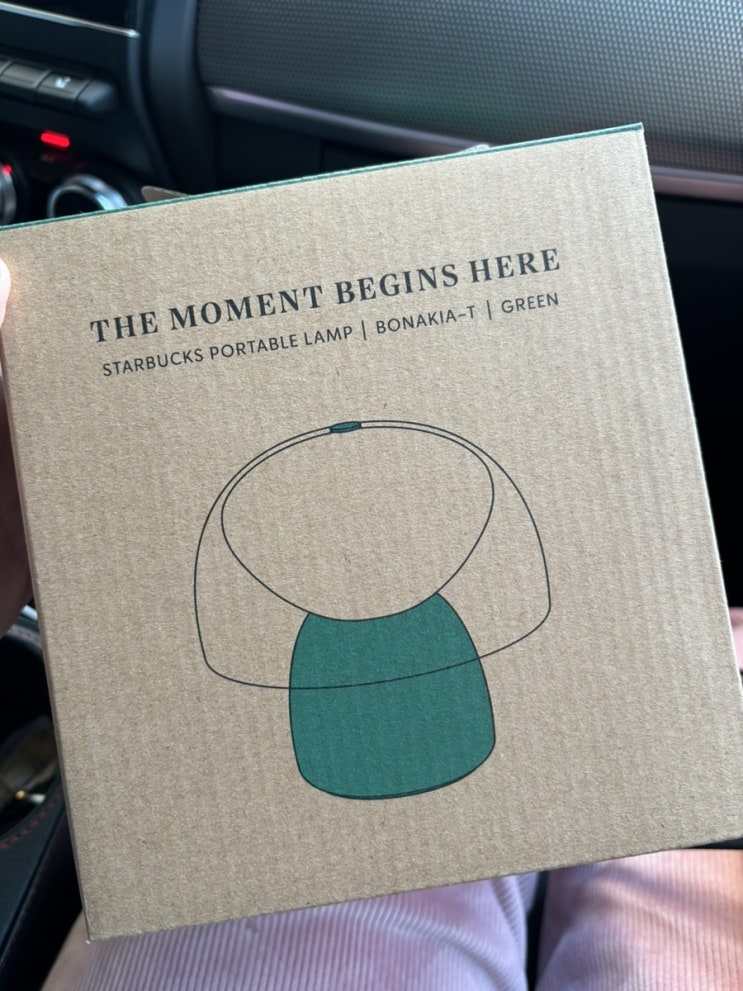 THE MOMENT BEGINS HERE
STARBUCKS PORTABLE LAMP | BONAKIA-T | GREEN